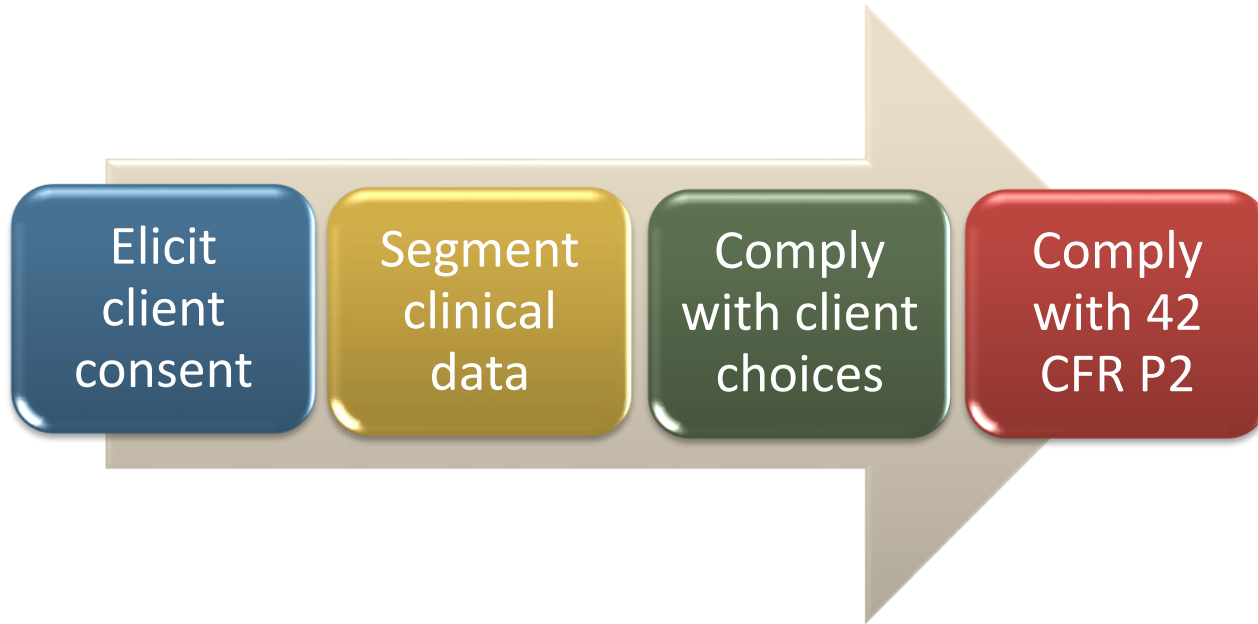 Elicit
client
consent
Segment
clinical
data
Comply
with client
choices
Comply
with 42
CFR P2